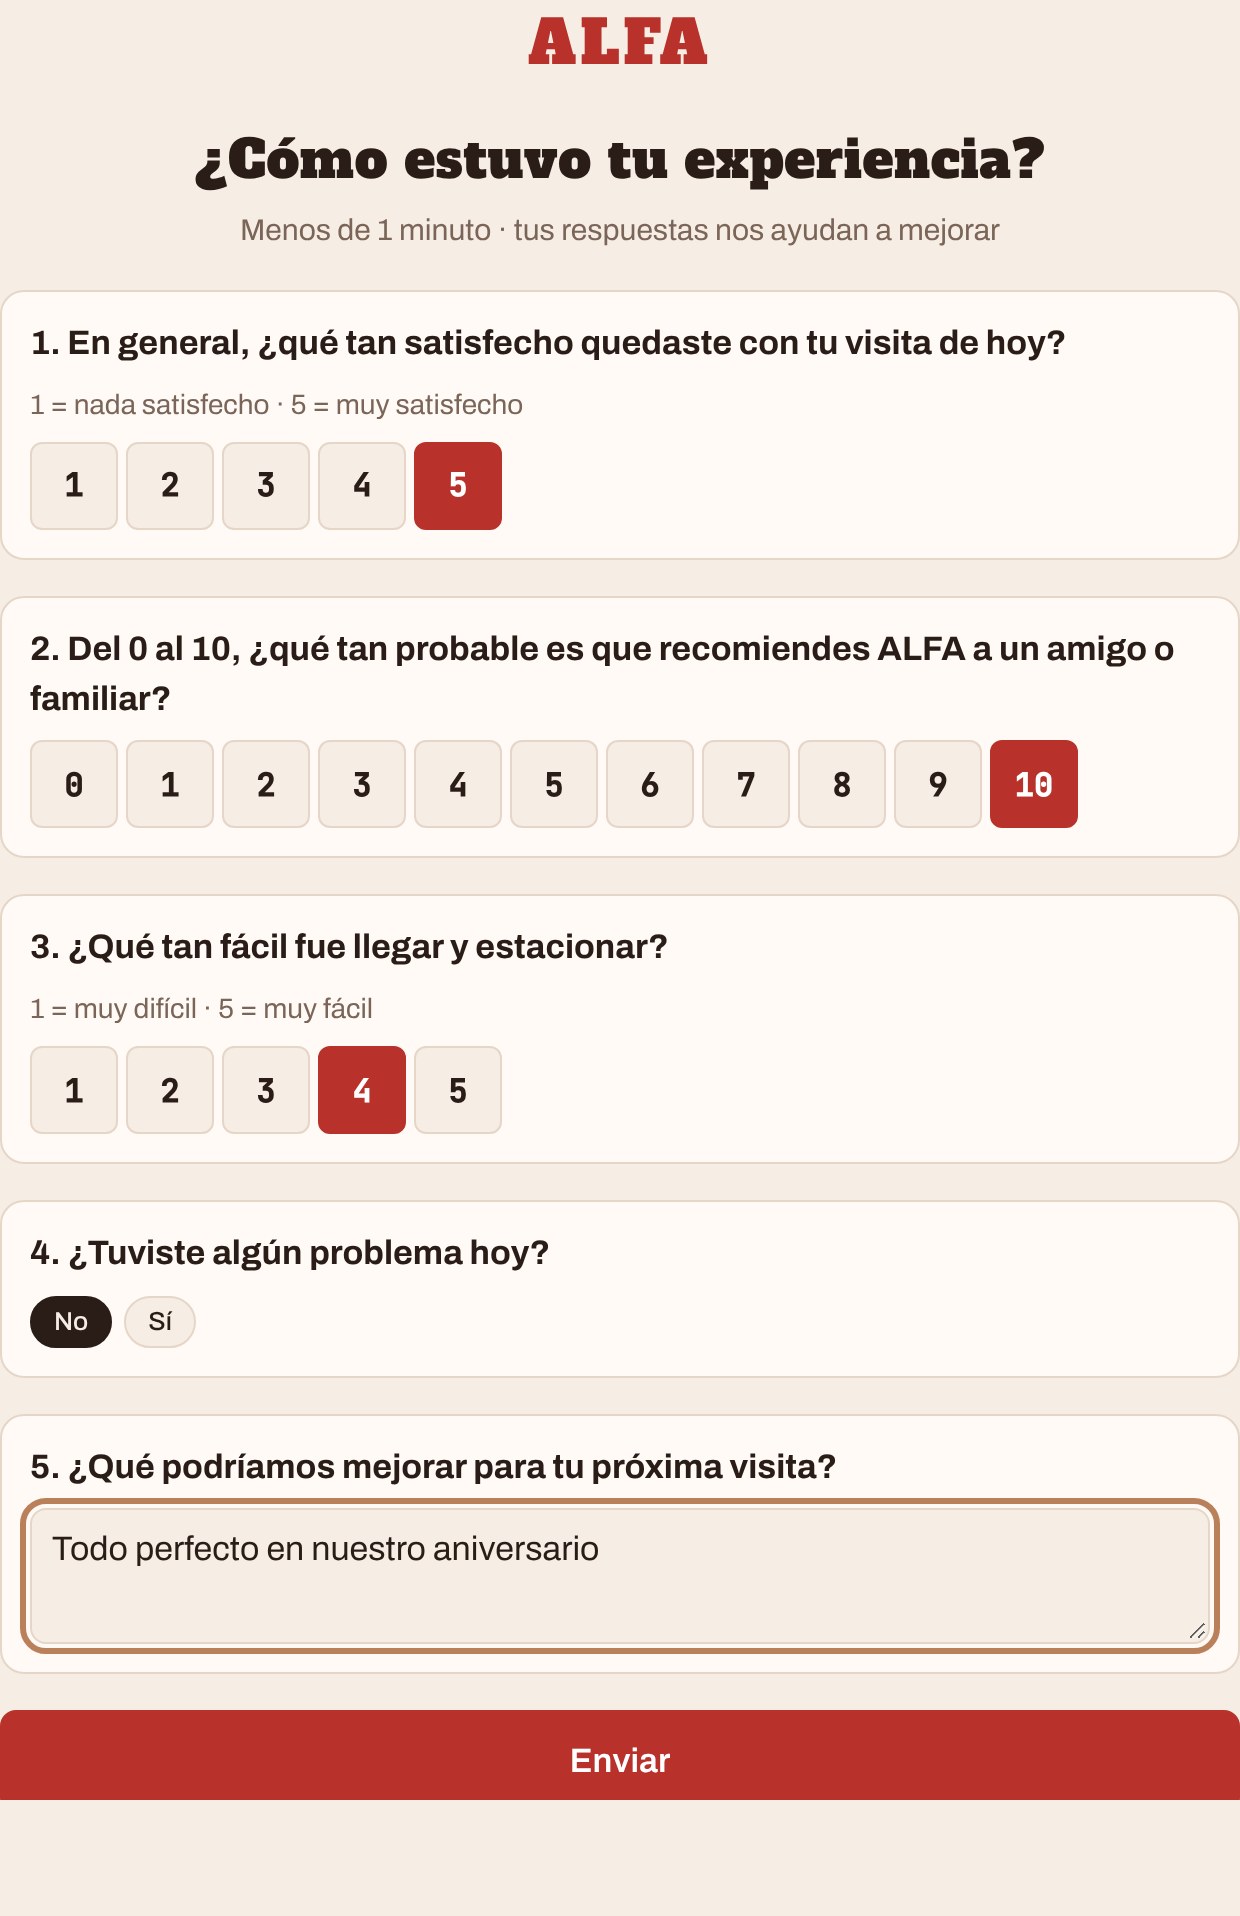 ALFA
¿Cómo estuvo tu experiencia?
Menos de 1 minuto · tus respuestas nos ayudan a mejorar
1. En general, ¿qué tan satisfecho quedaste con tu visita de hoy?
1 = nada satisfecho · 5 = muy satisfecho
1 2 3 4 5
2. Del 0 al 10, ¿qué tan probable es que recomiendes ALFA a un amigo o
familiar?
0 1 2 3 4 5 6 7 8 9 10
3. ¿Qué tan fácil fue llegar y estacionar?
1 = muy difícil · 5 = muy fácil
1 2 3 4 5
4. ¿Tuviste algún problema hoy?
No Sí
5. ¿Qué podríamos mejorar para tu próxima visita?
Todo perfecto en nuestro aniversario
Enviar